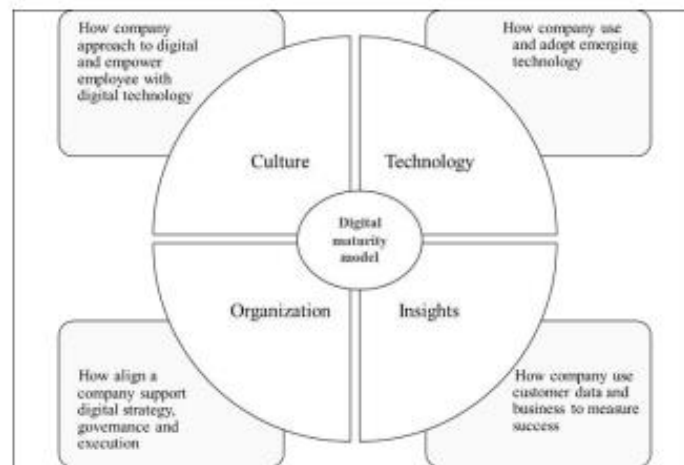 How company
approach to digital
and empower
employee with
digital technology
How company use
and adopt emerging
technology
Culture
Technology
Digital
maturity
model
Organization
Insights
How align a
company support
digital strategy,
governance and
execution
How company use
customer data and
business to measure
success